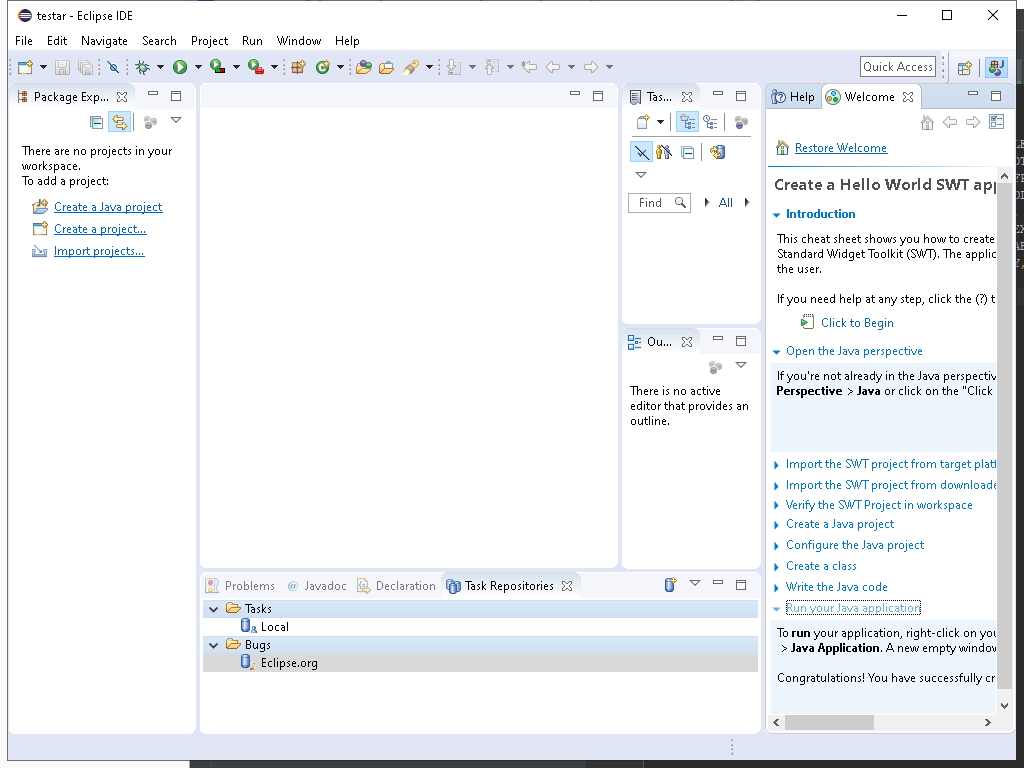 testar - Eclipse IDE
File Edit Navigate Search Project Run Window Help
Quick Access
Package Exp...
There are no projects in your
workspace.
To add a project:
Create a Java project
Create a project...
Import projects...
Tas...
Find
All
Ou...
There is no active
editor that provides an
outline.
Problems
@ Javadoc
Declaration
Task Repositories
Tasks
Local
Bugs
Eclipse.org
Help
Welcome
Restore Welcome
Create a Hello World SWT app
Introduction
This cheat sheet shows you how to create
Standard Widget Toolkit (SWT). The applic
the user.
If you need help at any step, click the (?) t
Click to Begin
Open the Java perspective
If you're not already in the Java perspectiv
Perspective > Java or click on the "Click
Import the SWT project from target platf
Import the SWT project from downloade
Verify the SWT Project in workspace
Create a Java project
Configure the Java project
Create a class
Write the Java code
Run your Java application
To run your application, right-click on you
> Java Application. A new empty window
Congratulations! You have successfully cr